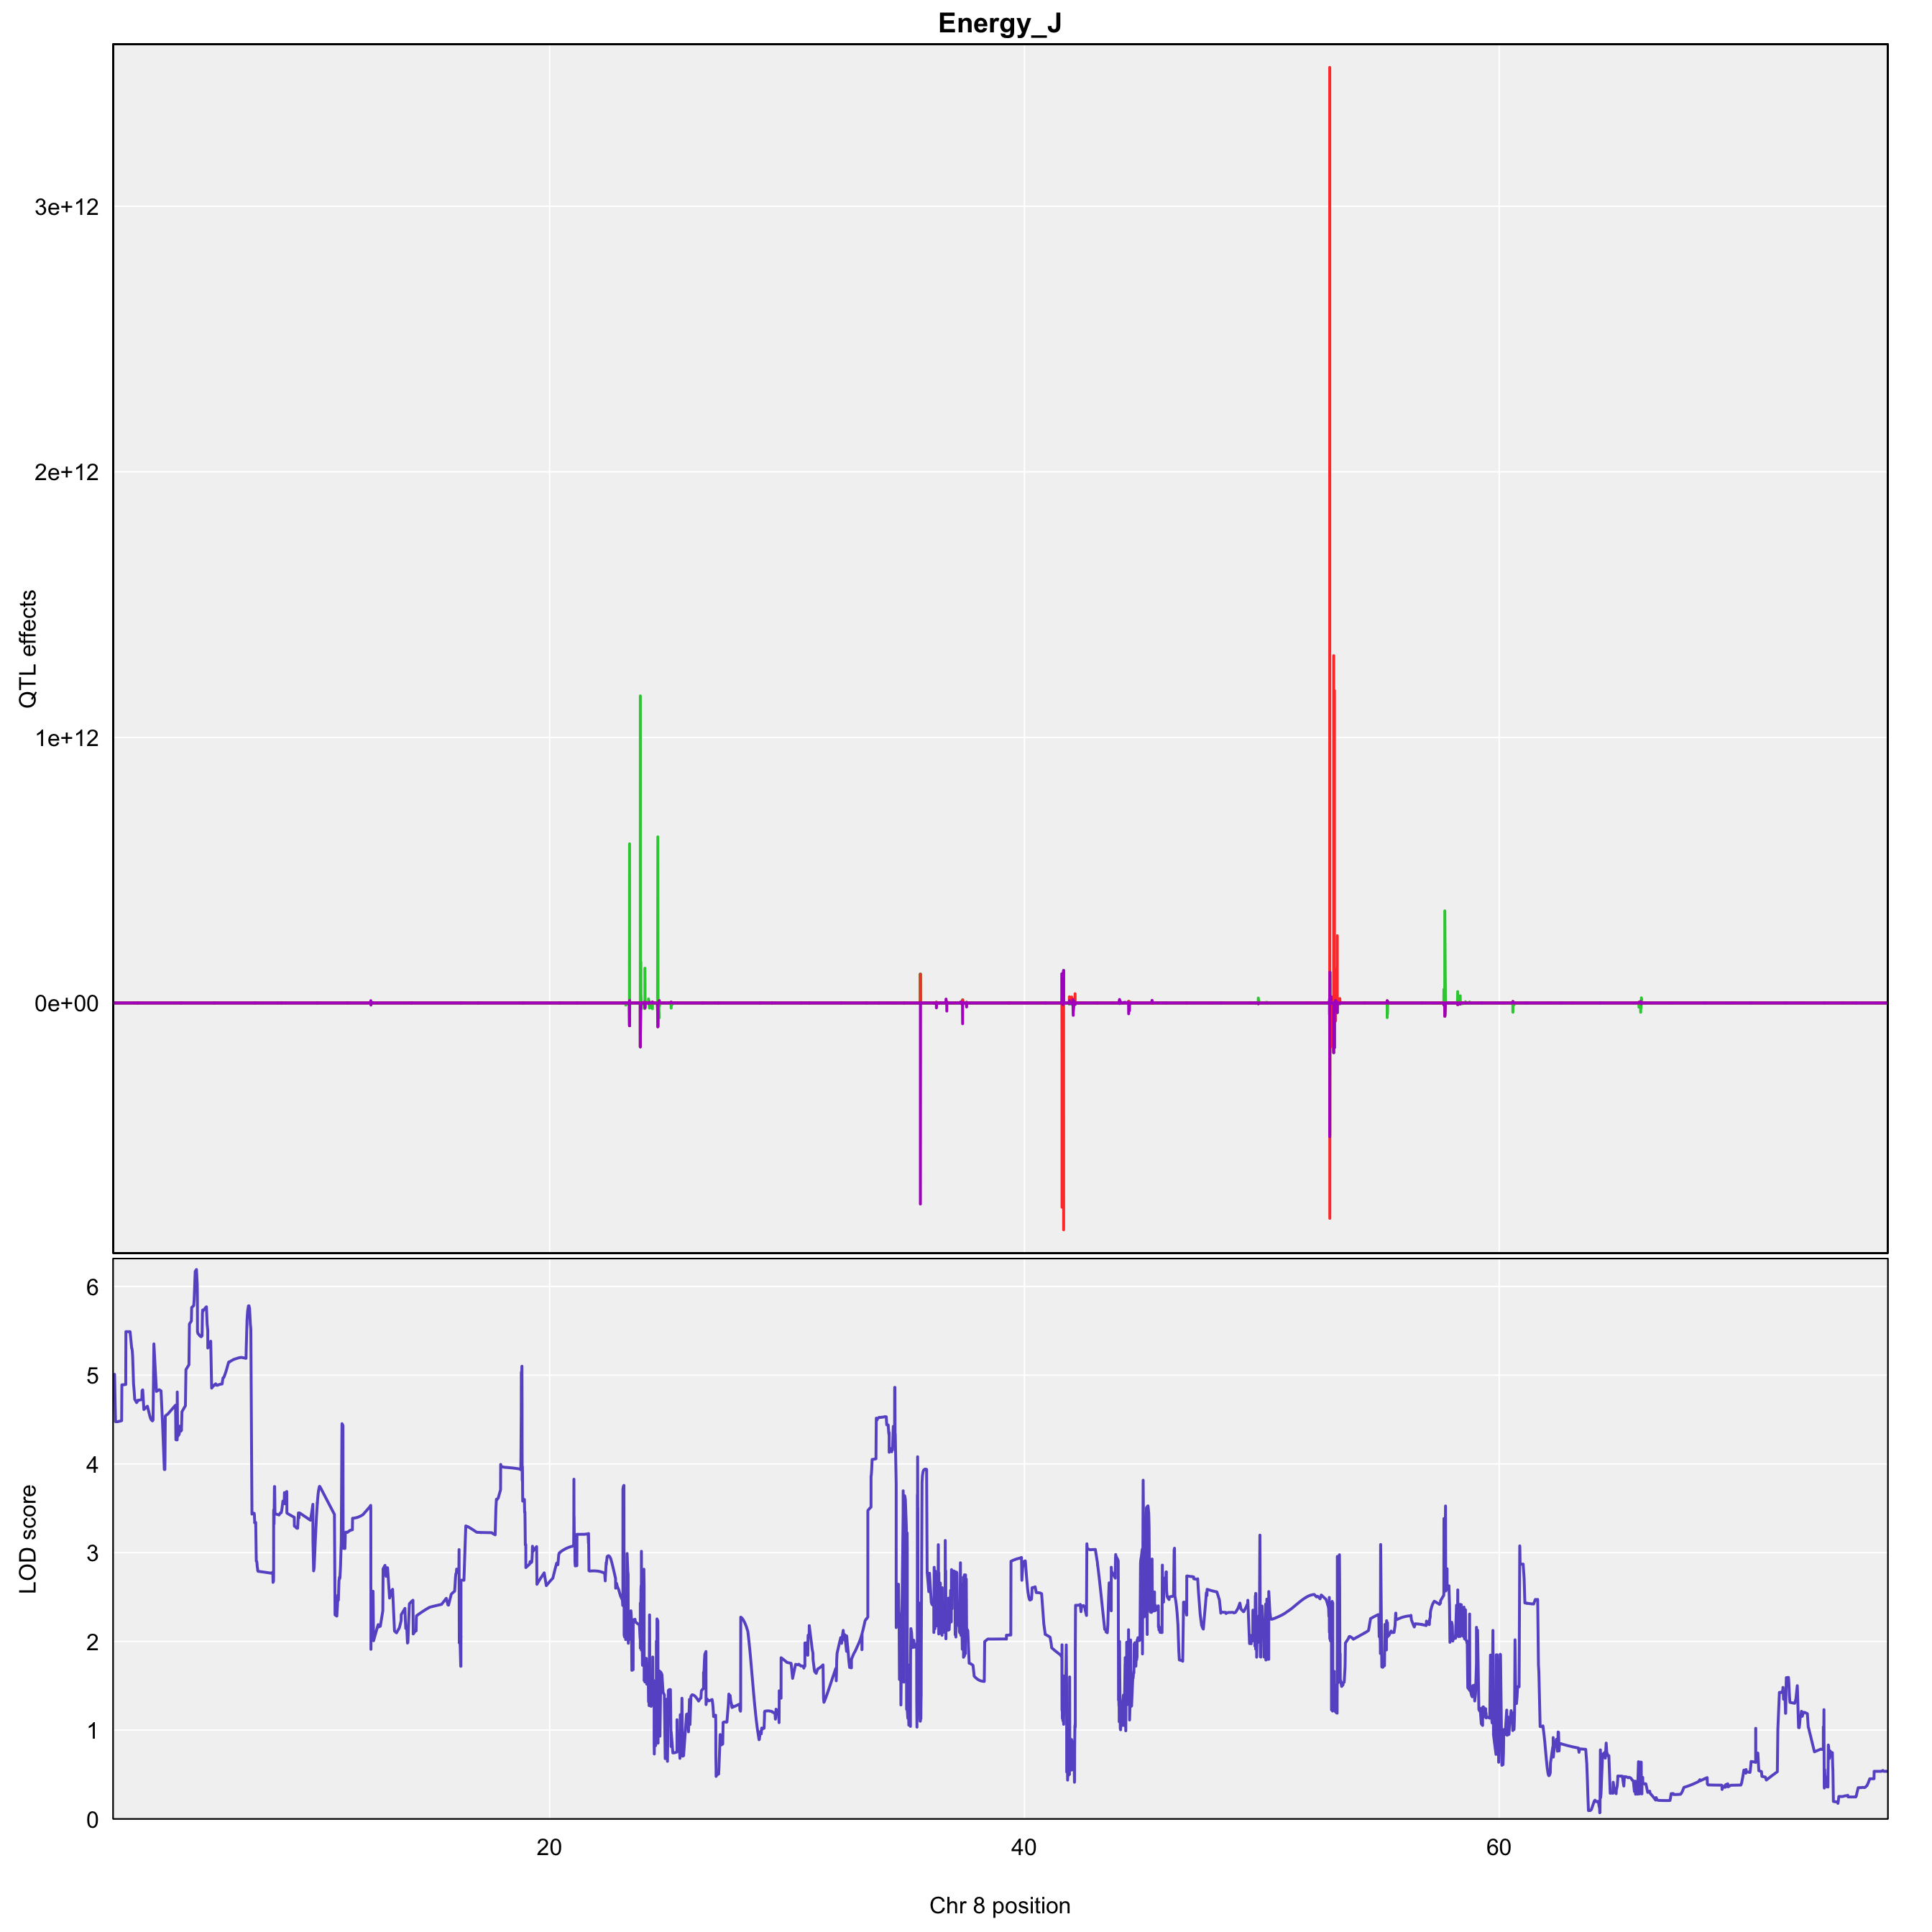 Energy_J
QTL effects
3e+12
2e+12
1e+12
0e+00
LOD score
6
5
4
3
2
1
0
20 40 60
Chr 8 position